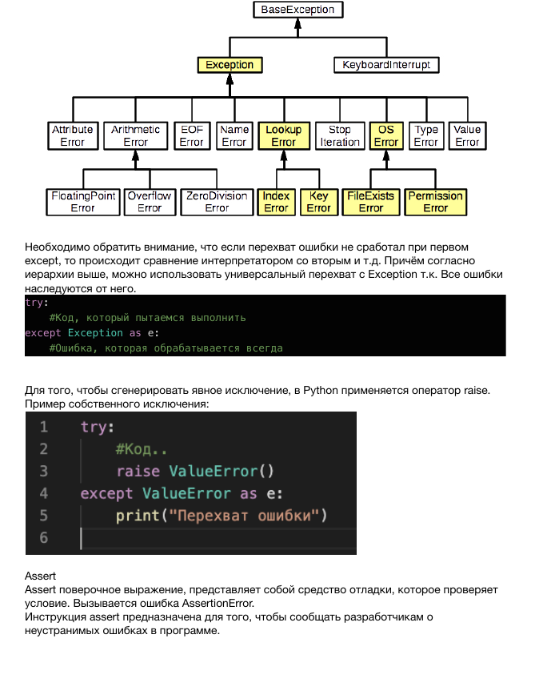 BaseException
Exception
KeyboardInterrupt
Attribute Error
Arithmetic Error
EOF Error
Name Error
Lookup Error
Stop Iteration
OS Error
Type Error
Value Error
FloatingPoint Error
Overflow Error
ZeroDivision Error
Index Error
Key Error
FileExists Error
Permission Error
Необходимо обратить внимание, что если перехват ошибки не сработал при первом
except, то происходит сравнение интерпретатором со вторым и т.д. Причём согласно
иерархии выше, можно использовать универсальный перехват с Exception т.к. Все ошибки
наследуются от него.
try:
#Код, который пытаемся выполнить
except Exception as e:
#Ошибка, которая обрабатывается всегда
Для того, чтобы сгенерировать явное исключение, в Python применяется оператор raise.
Пример собственного исключения:
1 try:
2 #Код..
3 raise ValueError()
4 except ValueError as e:
5 print("Перехват ошибки")
6
Assert
Assert поверочное выражение, представляет собой средство отладки, которое проверяет
условие. Вызывается ошибка AssertionError.
Инструкция assert предназначена для того, чтобы сообщать разработчикам о
неустранимых ошибках в программе.